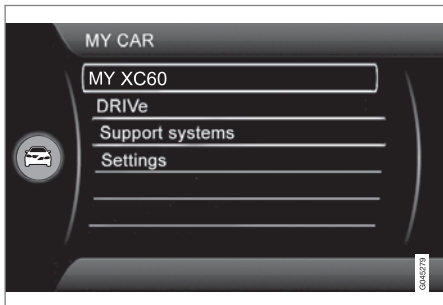 MY CAR
MY XC60
DRIVe
Support systems
Settings
G045279